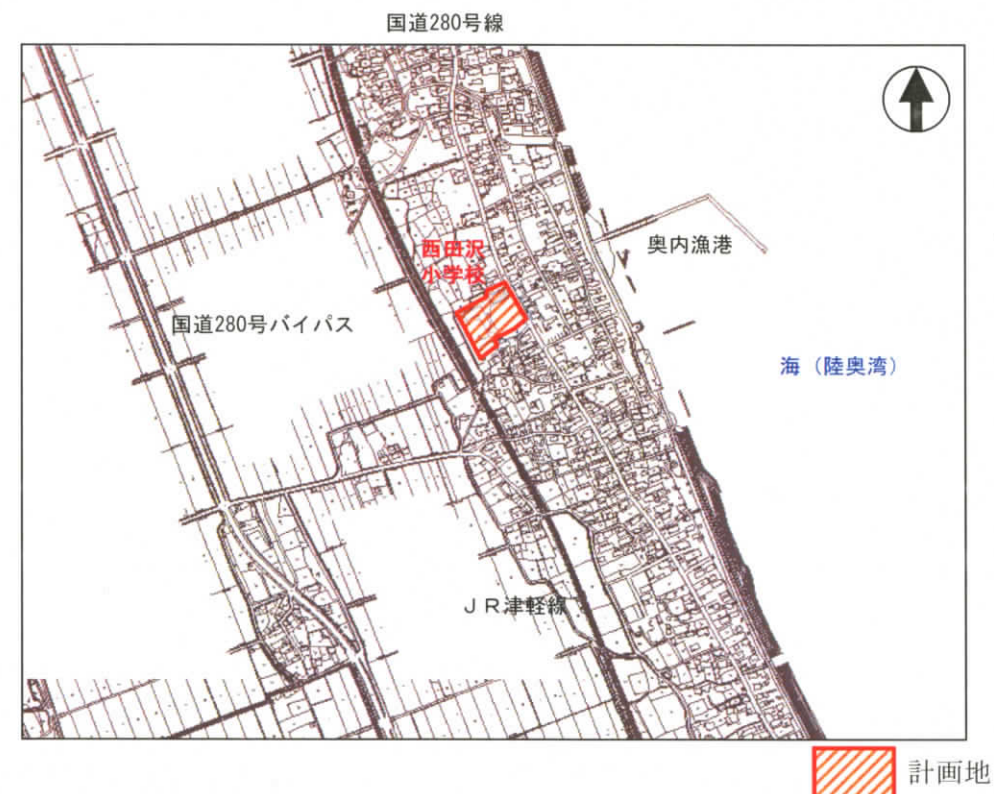 国道280号線
西田沢
小学校
奥内漁港
国道280号バイパス
海（陸奥湾）
JR津軽線
計画地